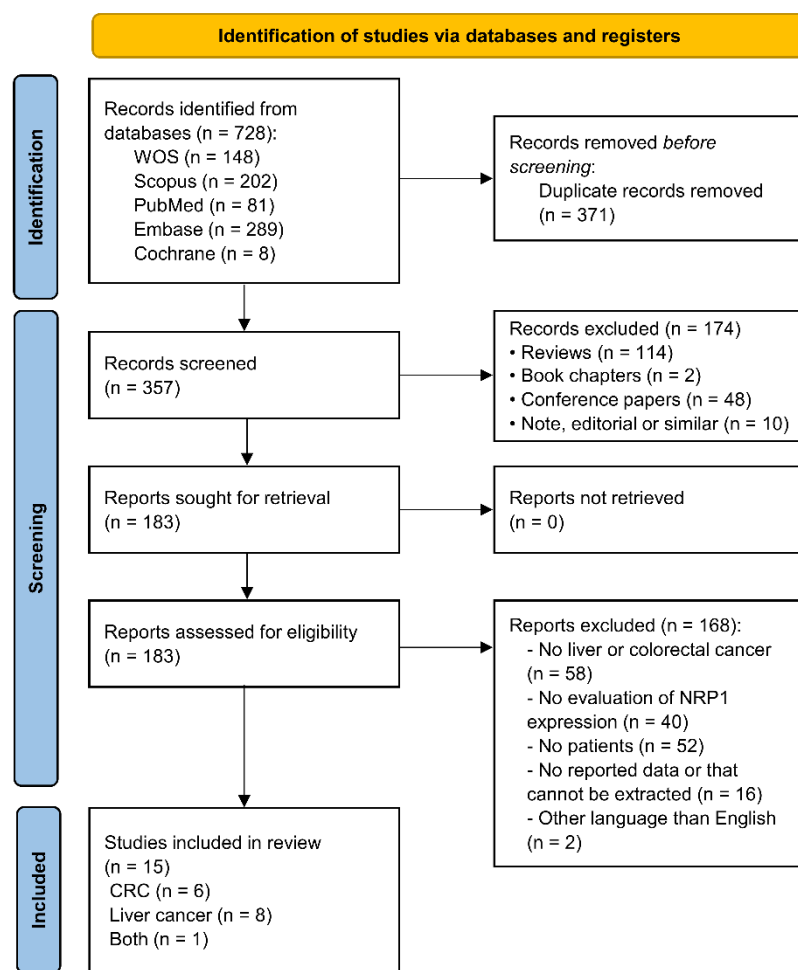 Identification of studies via databases and registers
Identification
Records identified from
databases (n = 728):
WOS (n = 148)
Scopus (n = 202)
PubMed (n = 81)
Embase (n = 289)
Cochrane (n = 8)
Records removed before
screening:
Duplicate records removed
(n = 371)
Screening
Records screened
(n = 357)
Records excluded (n = 174)
• Reviews (n = 114)
• Book chapters (n = 2)
• Conference papers (n = 48)
• Note, editorial or similar (n = 10)
Reports sought for retrieval
(n = 183)
Reports not retrieved
(n = 0)
Reports assessed for eligibility
(n = 183)
Reports excluded (n = 168):
- No liver or colorectal cancer
(n = 58)
- No evaluation of NRP1
expression (n = 40)
- No patients (n = 52)
- No reported data or that
cannot be extracted (n = 16)
- Other language than English
(n = 2)
Included
Studies included in review
(n = 15)
CRC (n = 6)
Liver cancer (n = 8)
Both (n = 1)